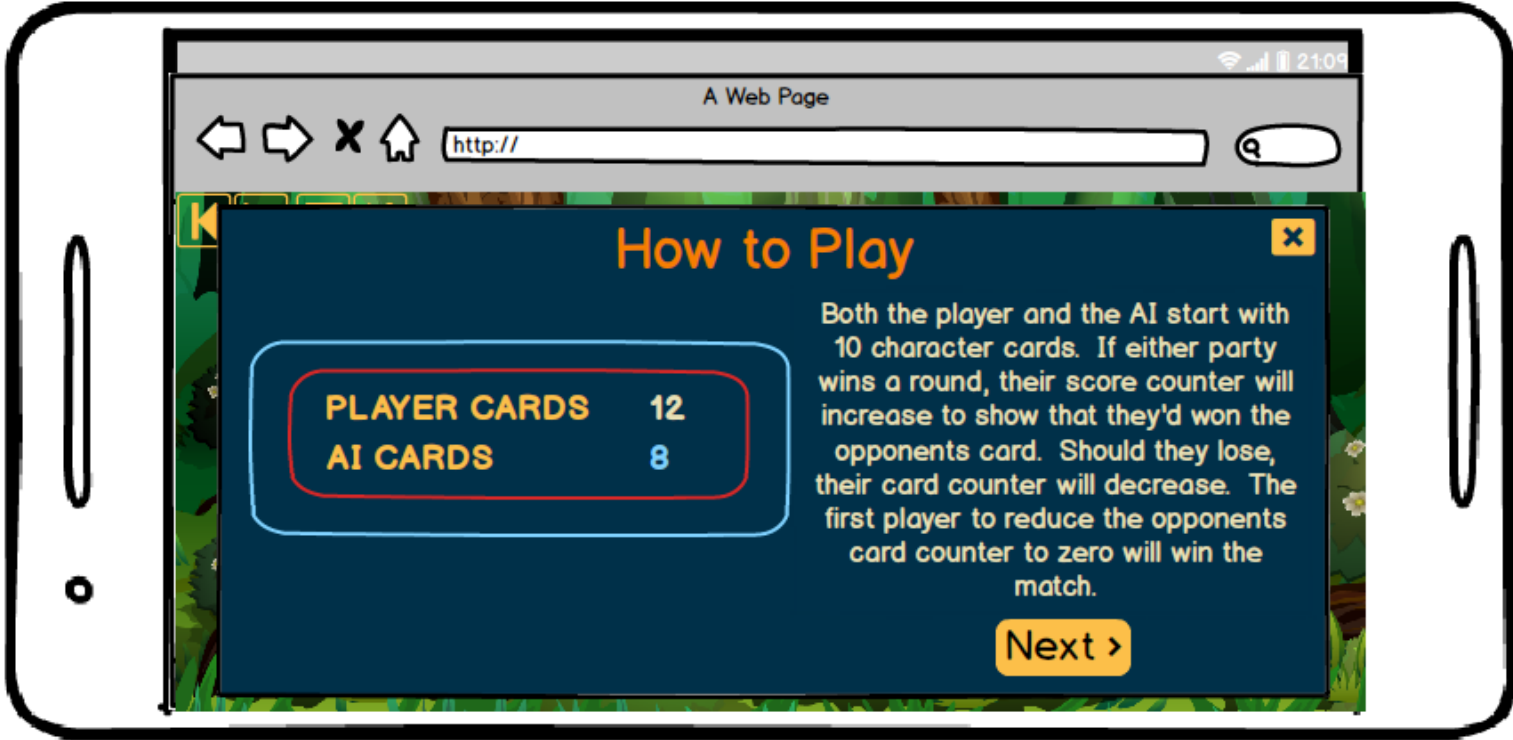 21:09
A Web Page
http://
How to Play
PLAYER CARDS 12
AI CARDS 8
Both the player and the AI start with
10 character cards. If either party
wins a round, their score counter will
increase to show that they'd won the
opponents card. Should they lose,
their card counter will decrease. The
first player to reduce the opponents
card counter to zero will win the
match.
Next >